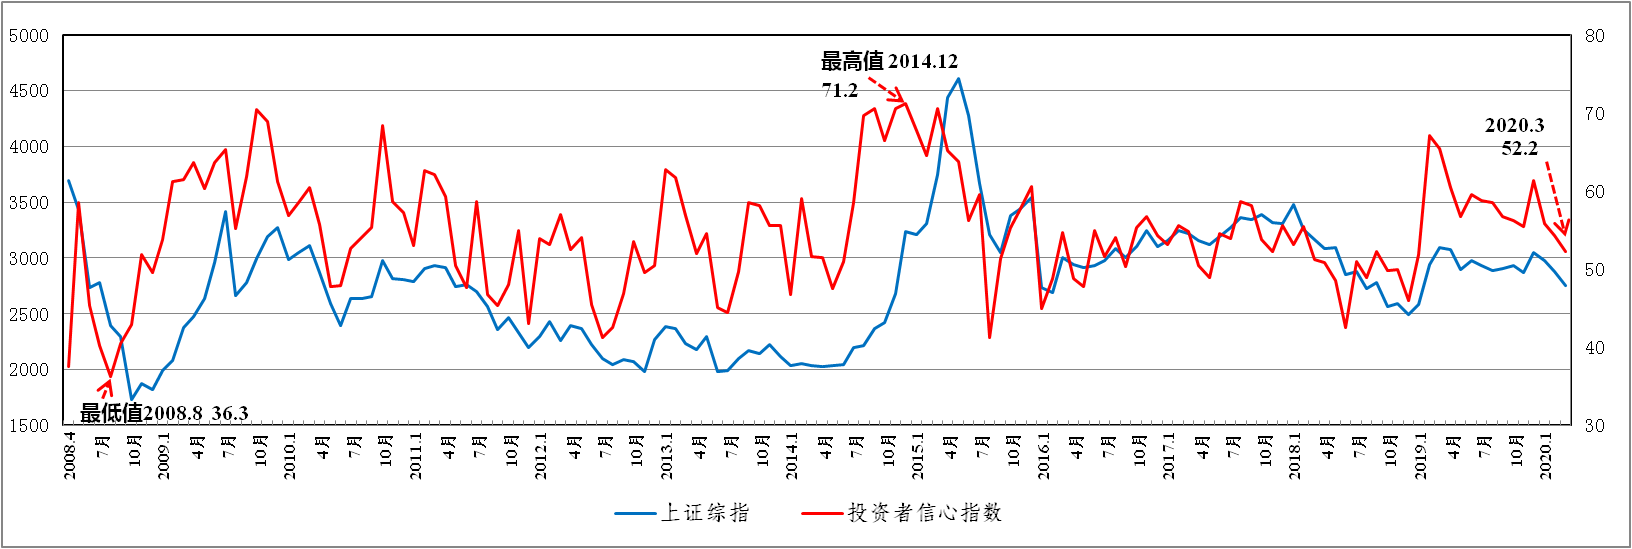 5000
4500
4000
3500
3000
2500
2000
1500
80
70
60
50
40
30
最高值 2014.12
71.2
2020.3
52.2
最低值2008.8 36.3
2008.4
7月
10月
2009.1
4月
7月
10月
2010.1
4月
7月
10月
2011.1
4月
7月
10月
2012.1
4月
7月
10月
2013.1
4月
7月
10月
2014.1
4月
7月
10月
2015.1
4月
7月
10月
2016.1
4月
7月
10月
2017.1
4月
7月
10月
2018.1
4月
7月
10月
2019.1
4月
7月
10月
2020.1
上证综指
投资者信心指数